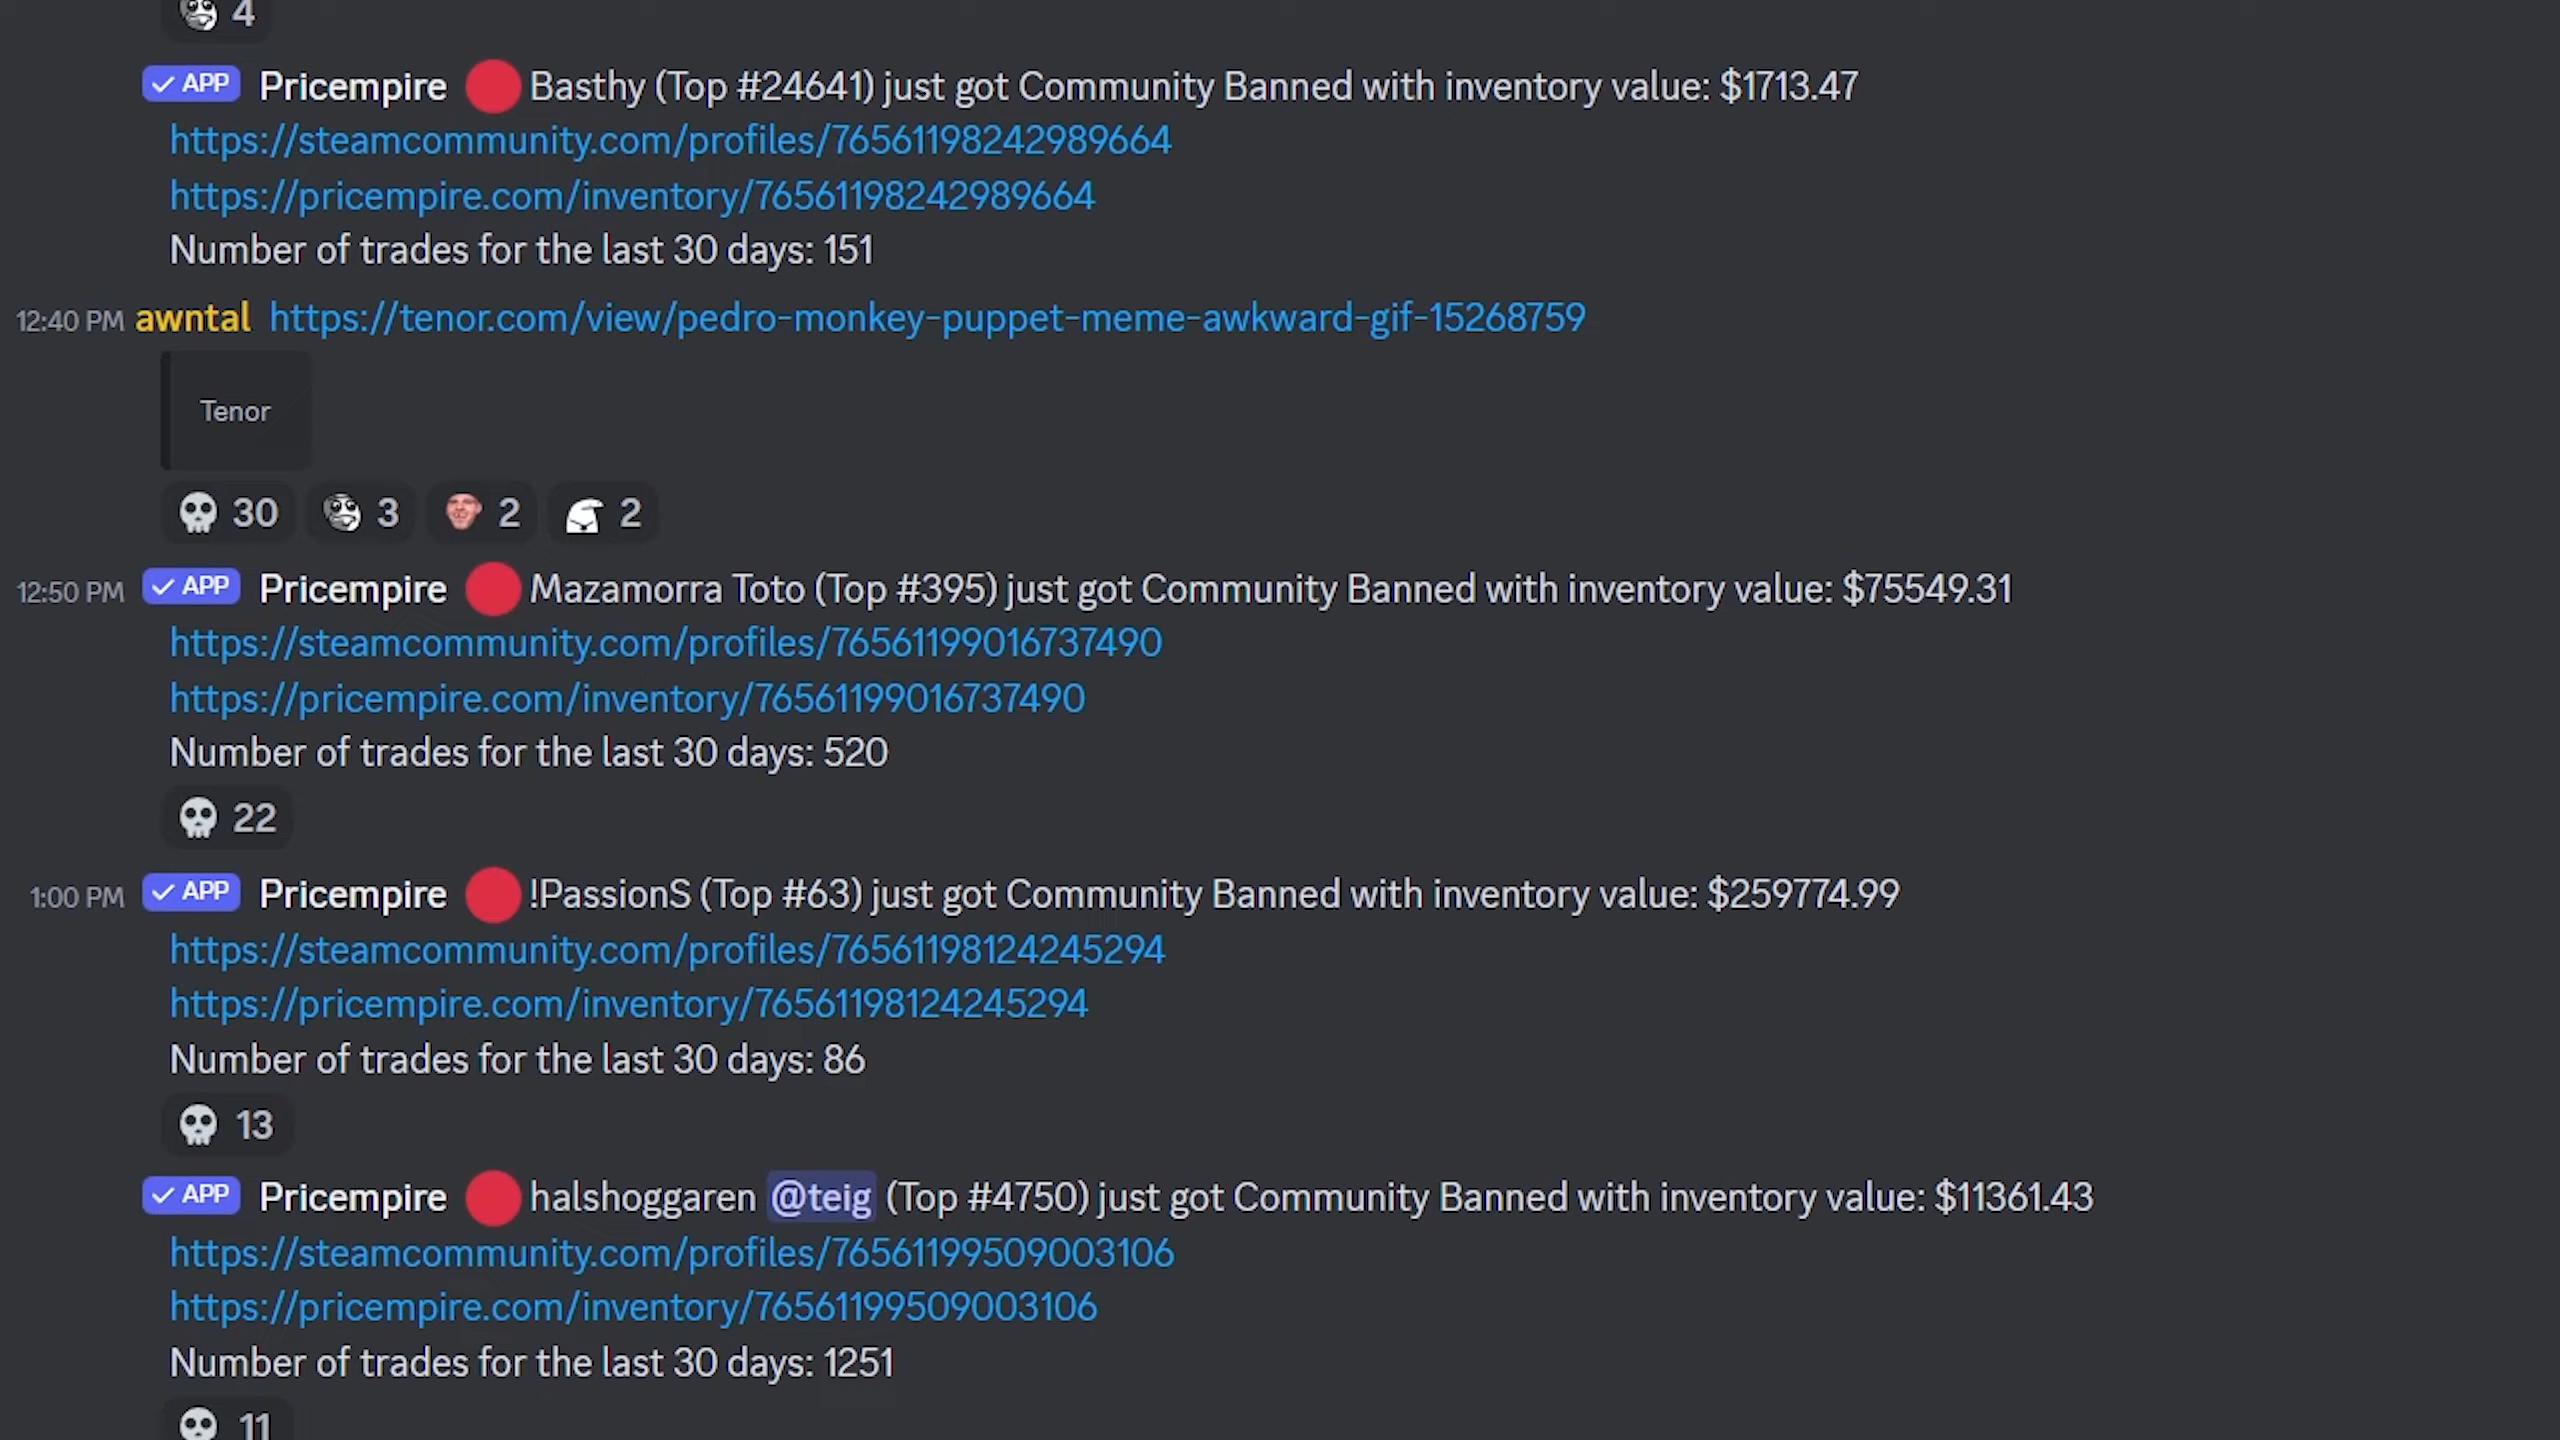 4
APP Pricempire Basthy (Top #24641) just got Community Banned with inventory value: $1713.47
https://steamcommunity.com/profiles/76561198242989664
https://pricempire.com/inventory/76561198242989664
Number of trades for the last 30 days: 151
12:40 PM awntal https://tenor.com/view/pedro-monkey-puppet-meme-awkward-gif-15268759
Tenor
30 3 2 2
12:50 PM APP Pricempire Mazamorra Toto (Top #395) just got Community Banned with inventory value: $75549.31
https://steamcommunity.com/profiles/76561199016737490
https://pricempire.com/inventory/76561199016737490
Number of trades for the last 30 days: 520
22
1:00 PM APP Pricempire !PassionS (Top #63) just got Community Banned with inventory value: $259774.99
https://steamcommunity.com/profiles/76561198124245294
https://pricempire.com/inventory/76561198124245294
Number of trades for the last 30 days: 86
13
APP Pricempire halshoggaren @teig (Top #4750) just got Community Banned with inventory value: $11361.43
https://steamcommunity.com/profiles/76561199509003106
https://pricempire.com/inventory/76561199509003106
Number of trades for the last 30 days: 1251
11